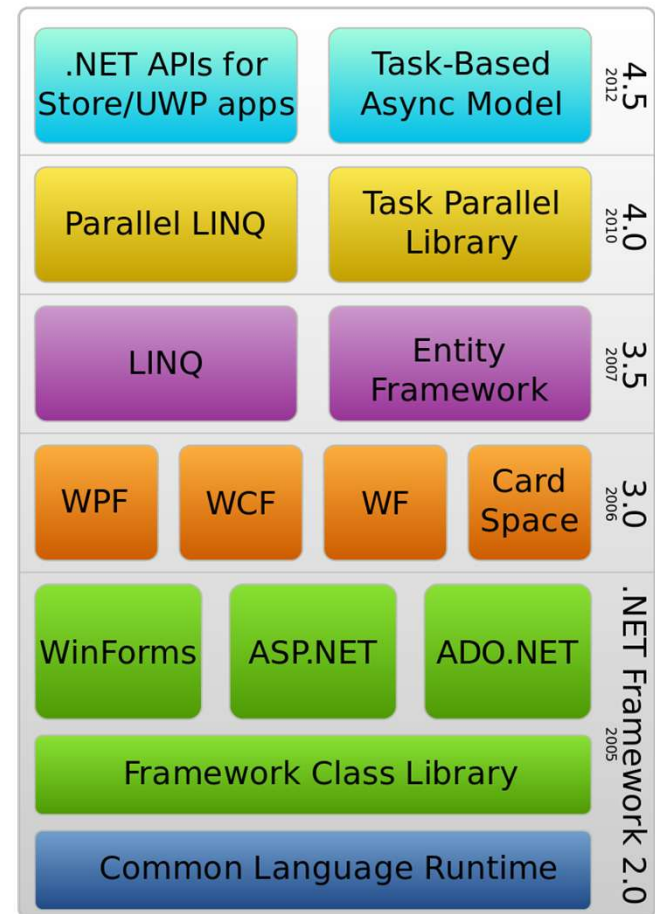 .NET APIs for
Store/UWP apps
Task-Based
Async Model
4.5
2012
Parallel LINQ
Task Parallel
Library
4.0
2010
LINQ
Entity
Framework
3.5
2007
WPF
WCF
WF
Card
Space
3.0
2006
WinForms
ASP.NET
ADO.NET
Framework Class Library
Common Language Runtime
.NET Framework 2.0
2005